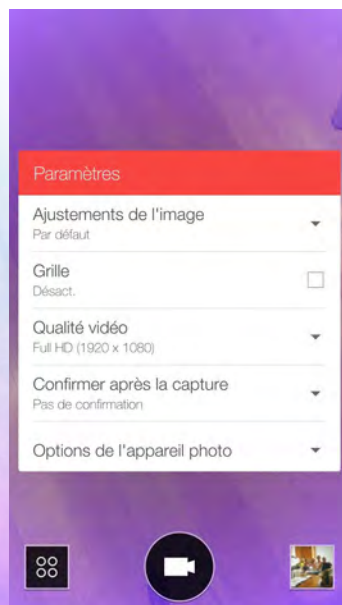 Paramètres
Ajustements de l'image
Par défaut
Grille
Désact.
Qualité vidéo
Full HD (1920 x 1080)
Confirmer après la capture
Pas de confirmation
Options de l'appareil photo